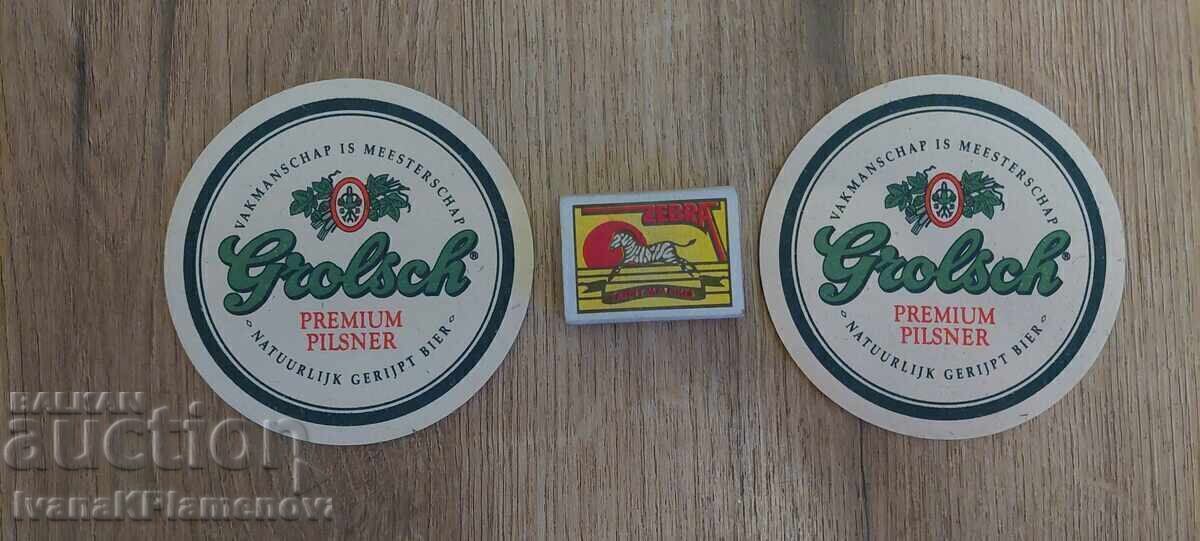 VAKMANSCHAP IS MEESTERSCHAP
Grolsch®
PREMIUM
PILSNER
NATUURLIJK GERIJPT BIER
ZEBRA
VAKMANSCHAP IS MEESTERSCHAP
Grolsch®
PREMIUM
PILSNER
NATUURLIJK GERIJPT BIER
BALKAN
auction
IvanaKPlamenov